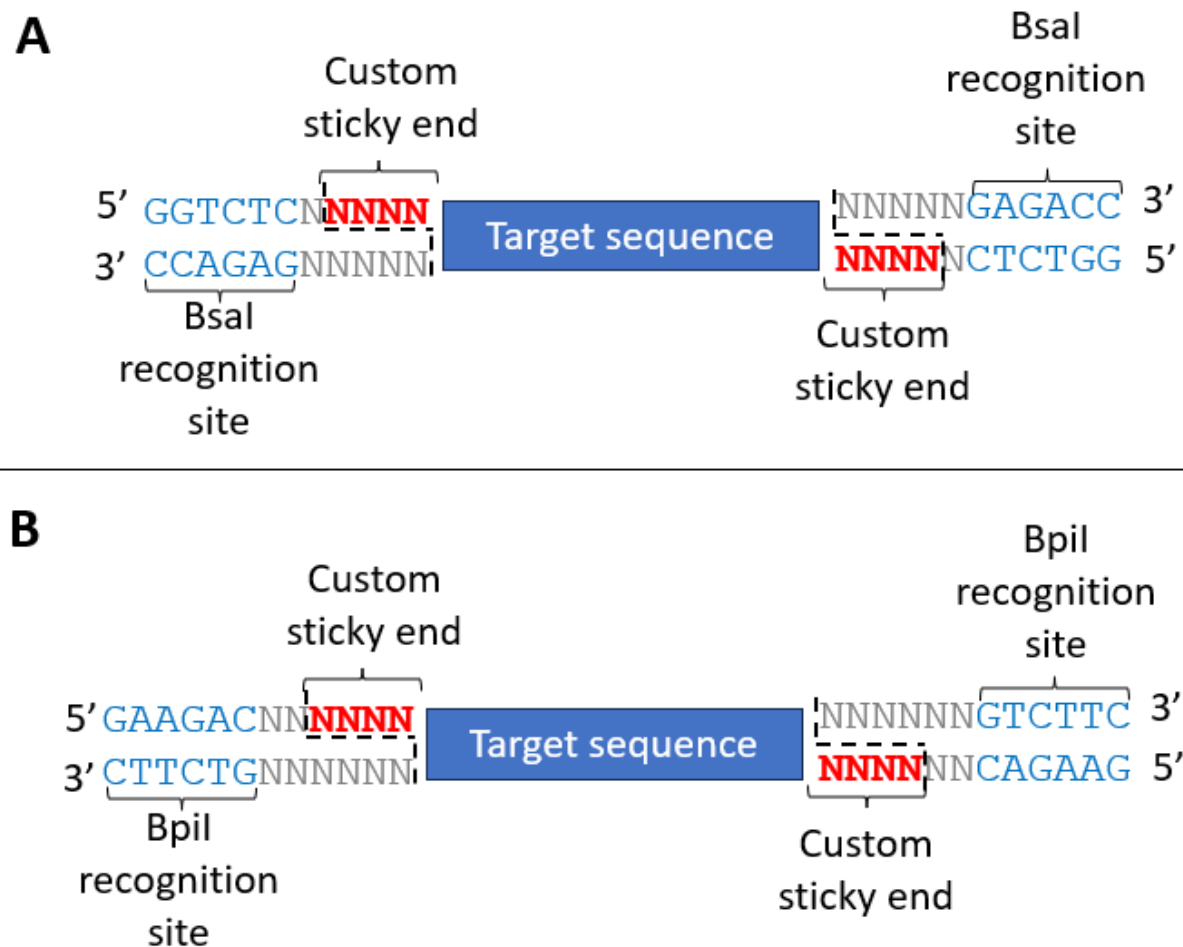 A
Custom
sticky end
BsaI
recognition
site
5’ GGTCTCNNNNN
3’ CCAGAGNNNNN
Target sequence
NNNNNGAGACC 3’
NNNNNCTCTGG 5’
BsaI
recognition
site
Custom
sticky end
B
Custom
sticky end
BpiI
recognition
site
5’ GAAGACNNNNNN
3’ CTTCTGNNNNNN
Target sequence
NNNNNNGTCTTC 3’
NNNNNNCAGAAG 5’
BpiI
recognition
site
Custom
sticky end